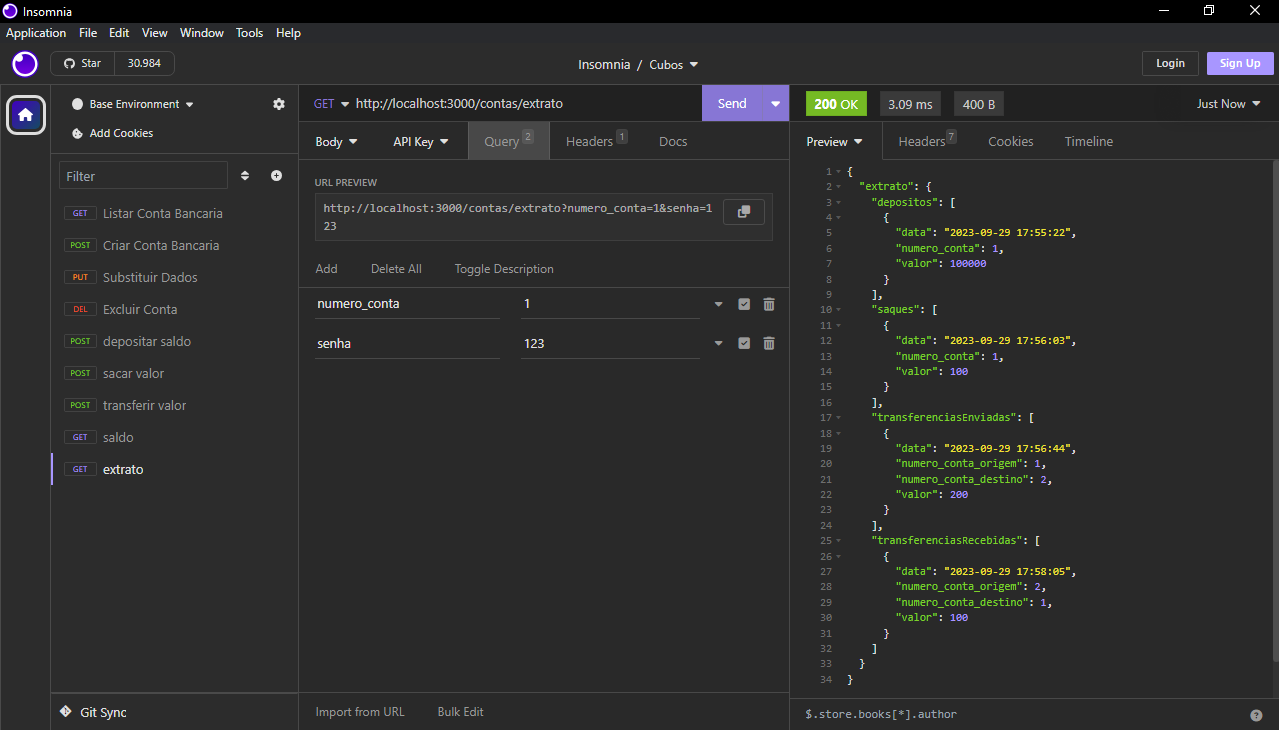 Insomnia
Application File Edit View Window Tools Help
Star 30.984
Insomnia / Cubos
Login Sign Up
Base Environment
Add Cookies
Filter
GET Listar Conta Bancaria
POST Criar Conta Bancaria
PUT Substituir Dados
DEL Excluir Conta
POST depositar saldo
POST sacar valor
POST transferir valor
GET saldo
GET extrato
Git Sync
GET http://localhost:3000/contas/extrato Send
Body API Key Query 2 Headers 1 Docs
URL PREVIEW
http://localhost:3000/contas/extrato?numero_conta=1&senha=1
23
Add Delete All Toggle Description
numero_conta 1
senha 123
Import from URL Bulk Edit
200 OK 3.09 ms 400 B Just Now
Preview Headers 7 Cookies Timeline
1 {
2 "extrato": {
3 "depositos": [
4 {
5 "data": "2023-09-29 17:55:22",
6 "numero_conta": 1,
7 "valor": 100000
8 }
9 ],
10 "saques": [
11 {
12 "data": "2023-09-29 17:56:03",
13 "numero_conta": 1,
14 "valor": 100
15 }
16 ],
17 "transferenciasEnviadas": [
18 {
19 "data": "2023-09-29 17:56:44",
20 "numero_conta_origem": 1,
21 "numero_conta_destino": 2,
22 "valor": 200
23 }
24 ],
25 "transferenciasRecebidas": [
26 {
27 "data": "2023-09-29 17:58:05",
28 "numero_conta_origem": 2,
29 "numero_conta_destino": 1,
30 "valor": 100
31 }
32 ]
33 }
34 }
$.store.books[*].author